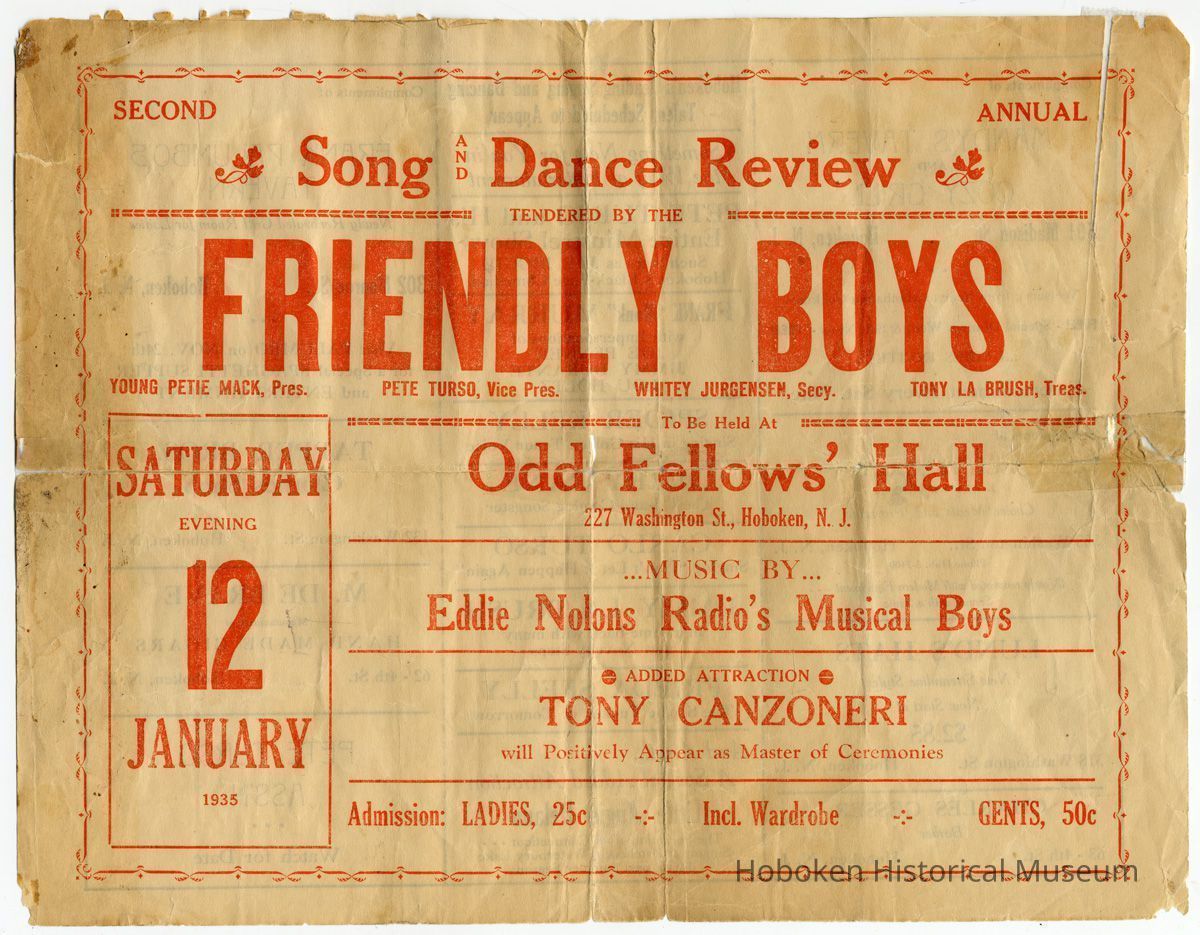 SECOND ANNUAL
Song AND Dance Review
TENDERED BY THE
FRIENDLY BOYS
YOUNG PETIE MACK, Pres. PETE TURSO, Vice Pres. WHITEY JURGENSEN, Secy. TONY LA BRUSH, Treas.
SATURDAY
EVENING
12
JANUARY
1935
To Be Held At
Odd Fellows' Hall
227 Washington St., Hoboken, N. J.
...MUSIC BY...
Eddie Nolons Radio's Musical Boys
ADDED ATTRACTION
TONY CANZONERI
will Positively Appear as Master of Ceremonies
Admission: LADIES, 25c -:- Incl. Wardrobe -:- GENTS, 50c
Hoboken Historical Museum